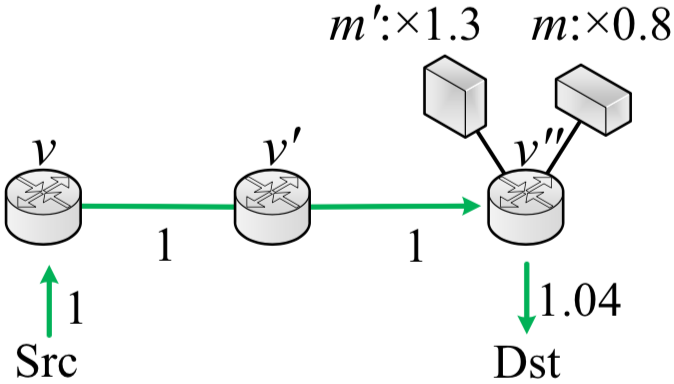 m′:×1.3 m:×0.8
v v′ v″
1 1
1 1.04
Src Dst